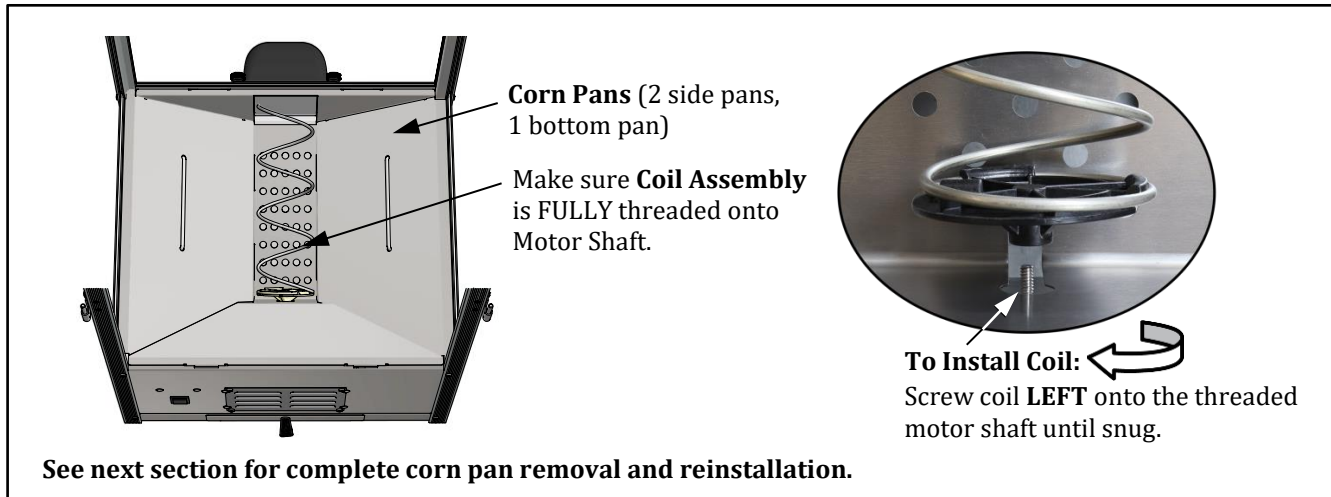 Corn Pans (2 side pans,
1 bottom pan)
Make sure Coil Assembly
is FULLY threaded onto
Motor Shaft.
To Install Coil:
Screw coil LEFT onto the threaded
motor shaft until snug.
See next section for complete corn pan removal and reinstallation.